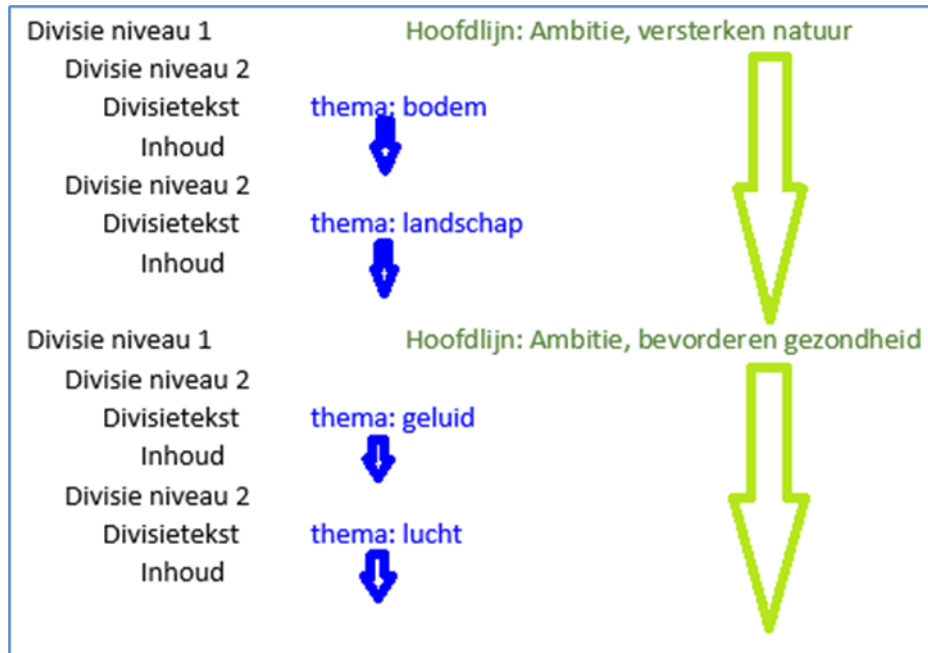 Divisie niveau 1 Hoofdlijn: Ambitie, versterken natuur
Divisie niveau 2
Divisietekst thema: bodem
Inhoud
Divisie niveau 2
Divisietekst thema: landschap
Inhoud
Divisie niveau 1 Hoofdlijn: Ambitie, bevorderen gezondheid
Divisie niveau 2
Divisietekst thema: geluid
Inhoud
Divisie niveau 2
Divisietekst thema: lucht
Inhoud